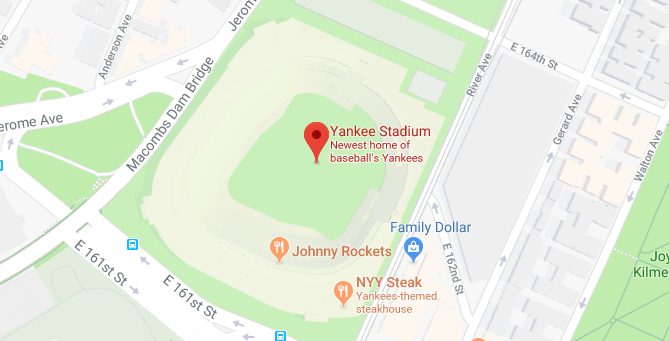 Anderson Ave
Jerom
E 164th St
River Ave
Gerard Ave
Walton Ave
Macombs Dam Bridge
erome Ave
Yankee Stadium
Newest home of
baseball's Yankees
Family Dollar
Johnny Rockets
E 162nd St
E 161st St
E 161st St
NYY Steak
Yankees-themed
steakhouse
Joy
Kilme